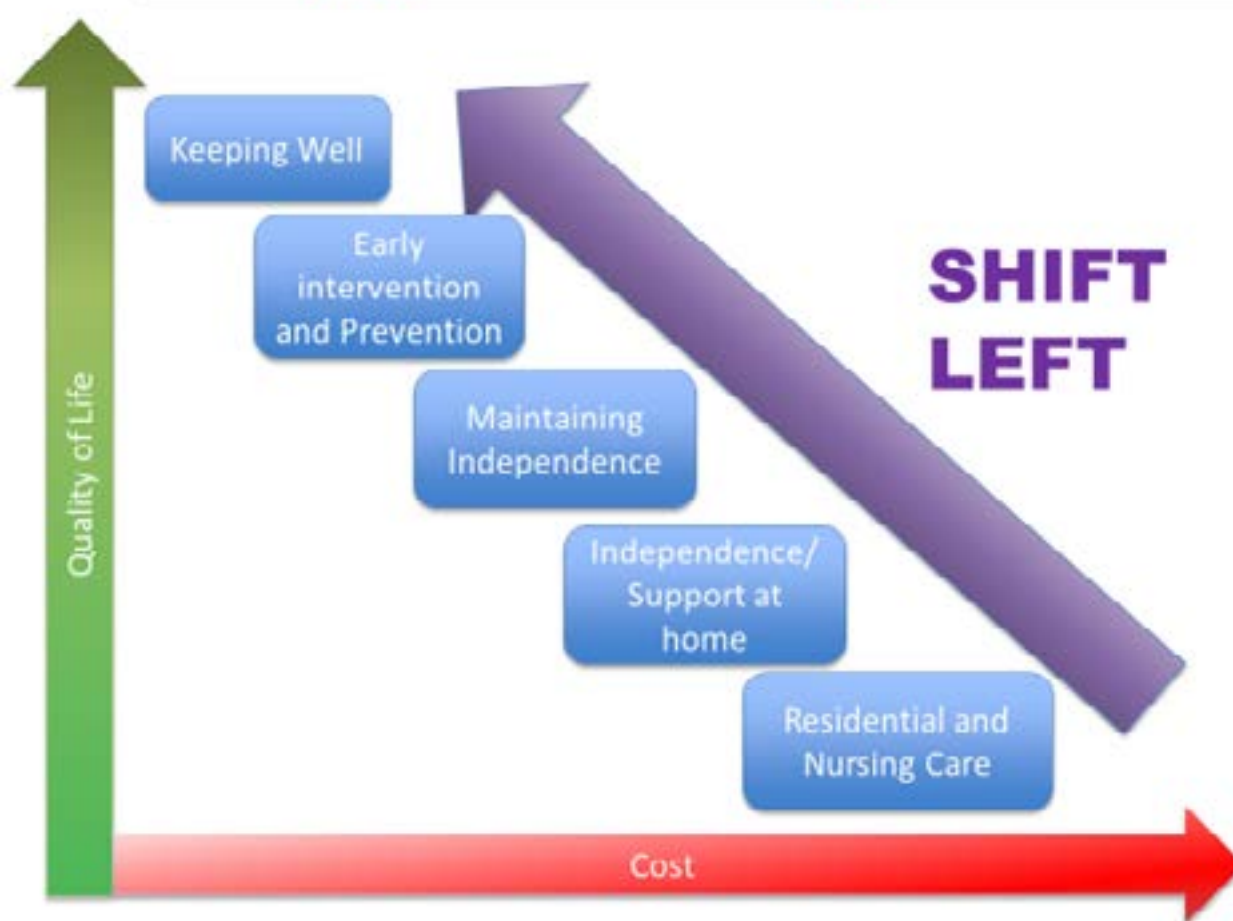 Keeping Well
Early
intervention
and Prevention
SHIFT
LEFT
Maintaining
Independence
Quality of Life
Independence/
Support at
home
Residential and
Nursing Care
Cost